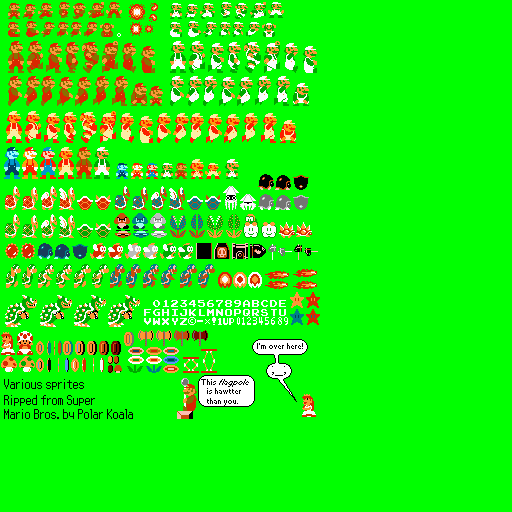 0123456789ABCDE
FGHIJKLMNOPQRSTU
VWXYZ©-×!1UP0123456789
I'm over here!
Various sprites
Ripped from Super
Mario Bros. by Polar Koala
This flagpole
is hawtter
than you.